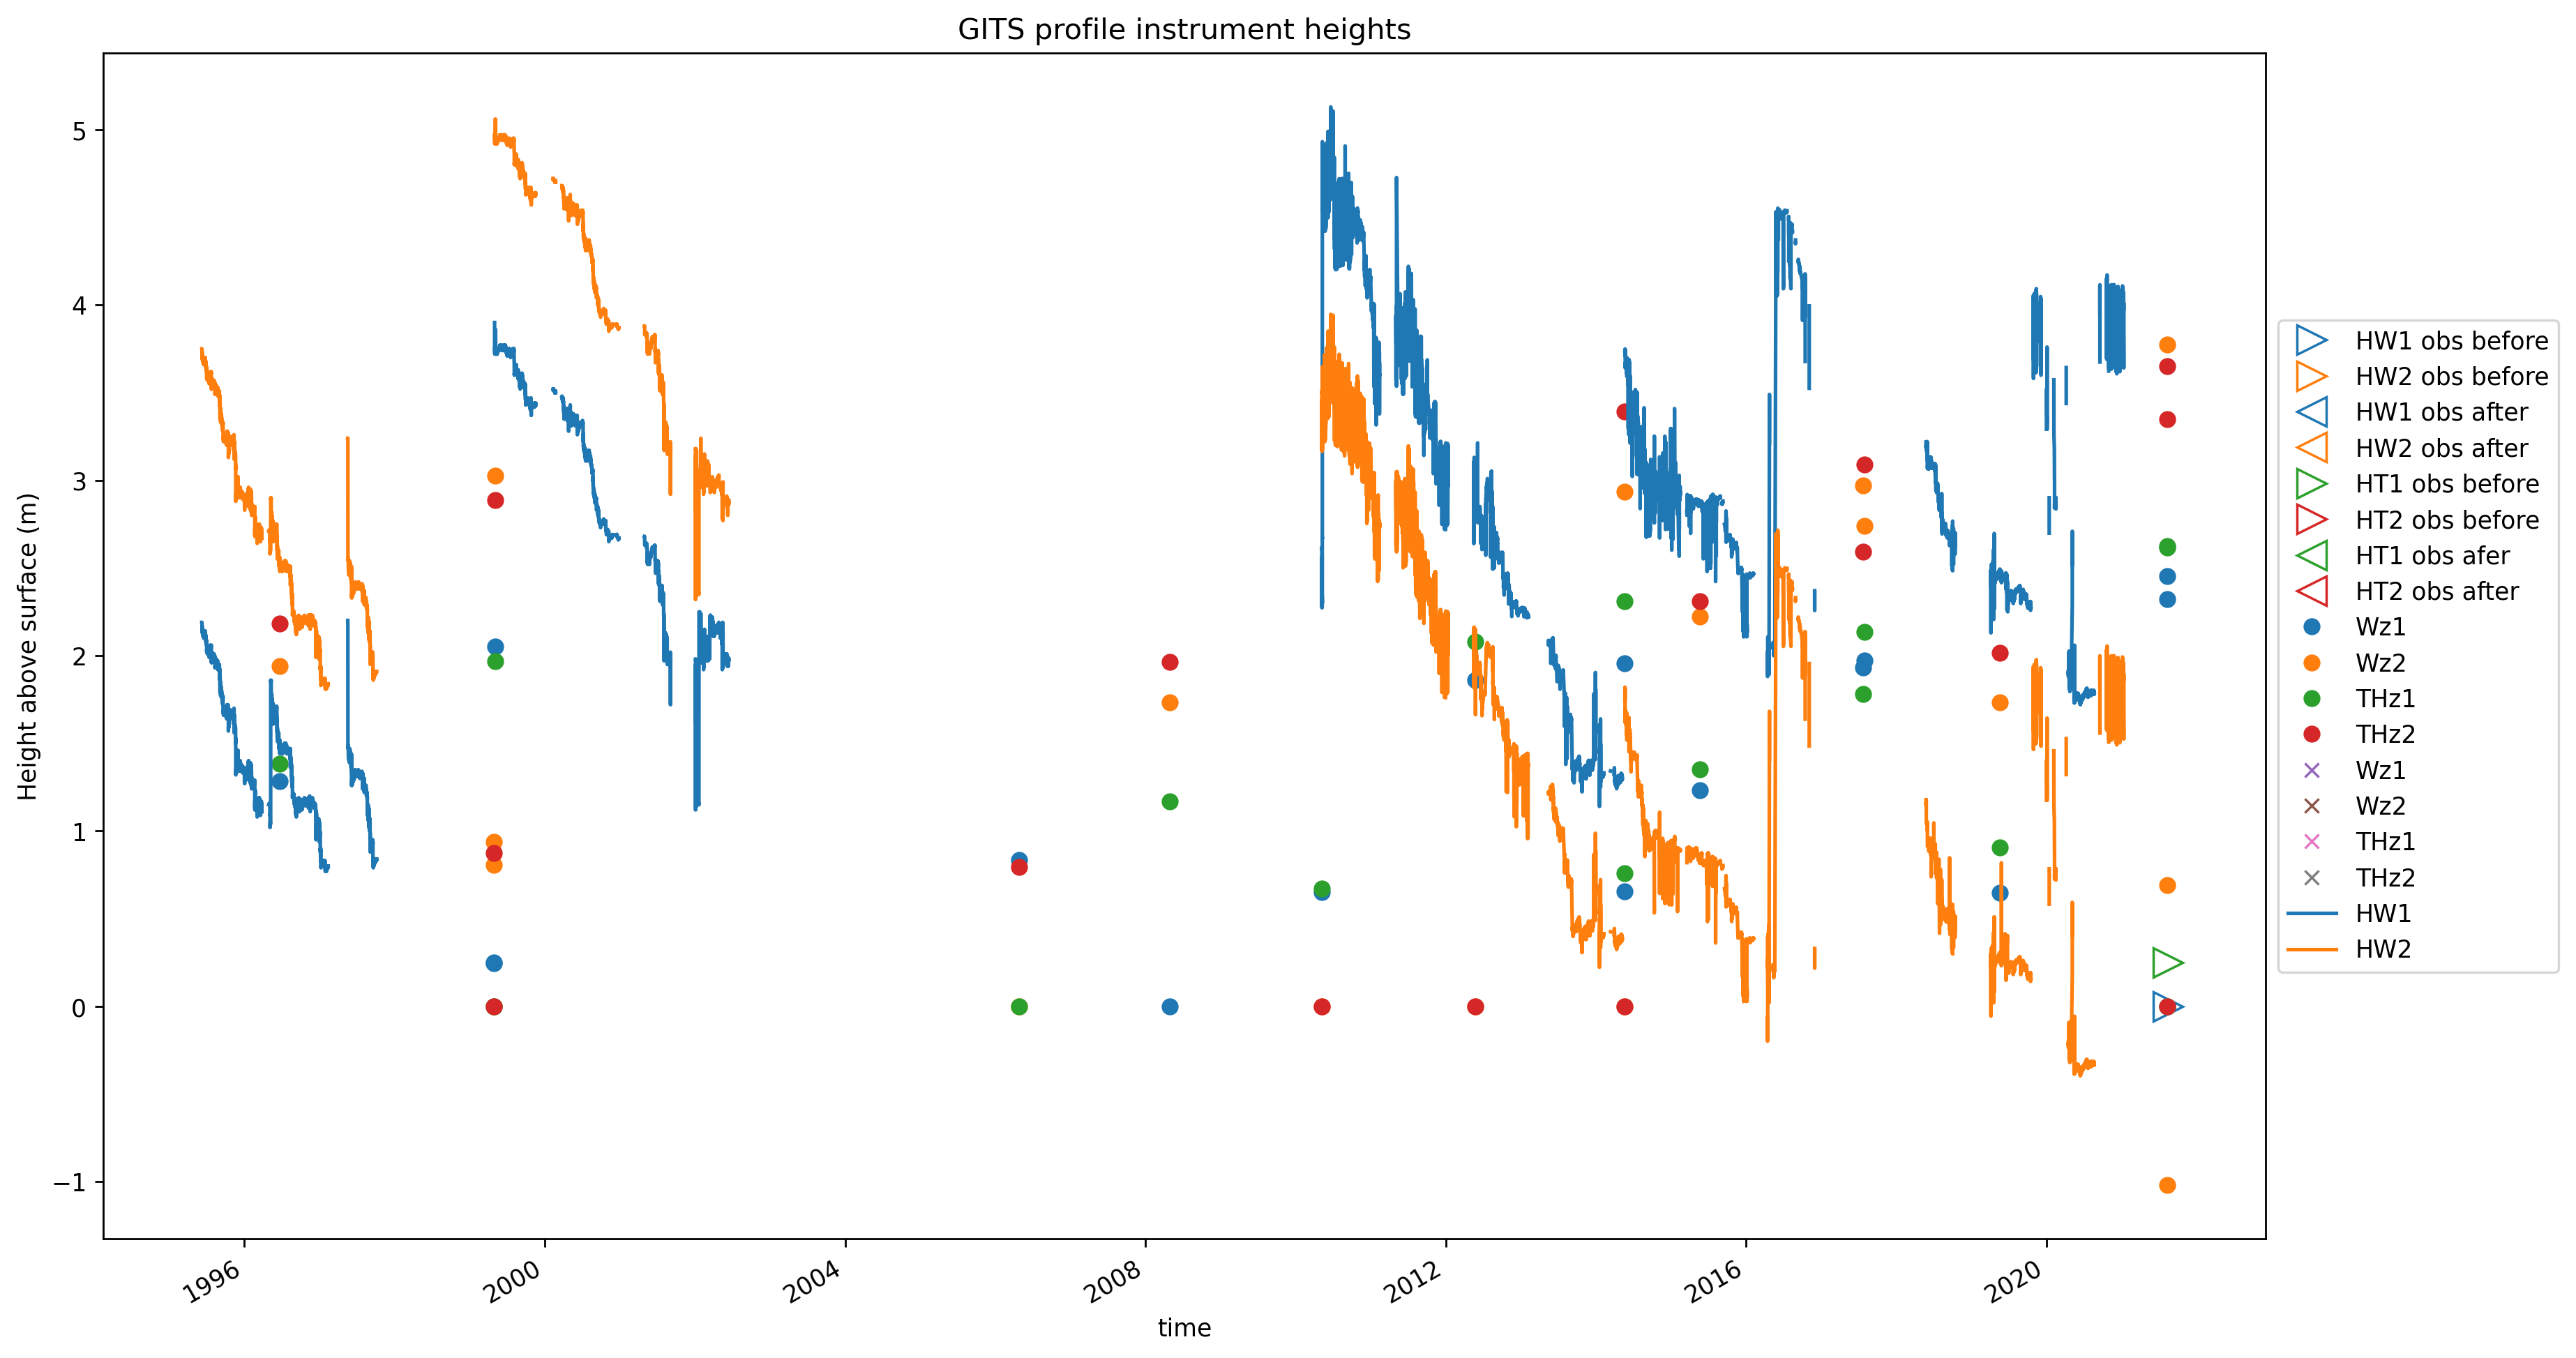 GITS profile instrument heights
Height above surface (m)
5
4
3
2
1
0
−1
1996
2000
2004
2008
2012
2016
2020
time
HW1 obs before
HW2 obs before
HW1 obs after
HW2 obs after
HT1 obs before
HT2 obs before
HT1 obs afer
HT2 obs after
Wz1
Wz2
THz1
THz2
Wz1
Wz2
THz1
THz2
HW1
HW2